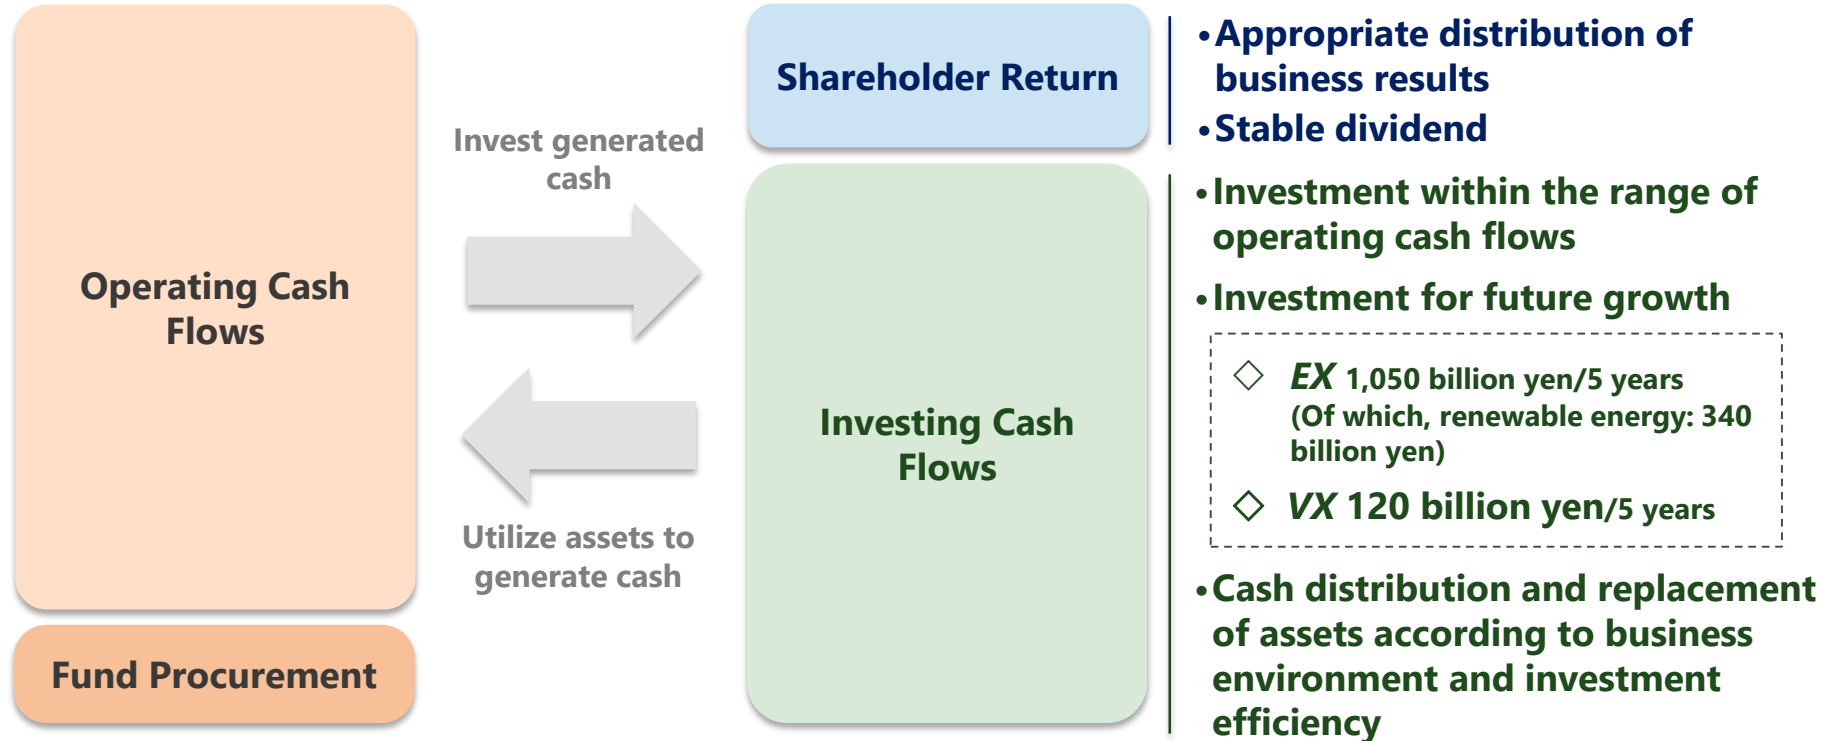 Operating Cash
Flows
Fund Procurement
Invest generated
cash
Utilize assets to
generate cash
Shareholder Return
Investing Cash
Flows
•Appropriate distribution of
business results
•Stable dividend
•Investment within the range of
operating cash flows
•Investment for future growth
◇ EX 1,050 billion yen/5 years
(Of which, renewable energy: 340
billion yen)
◇ VX 120 billion yen/5 years
•Cash distribution and replacement
of assets according to business
environment and investment
efficiency